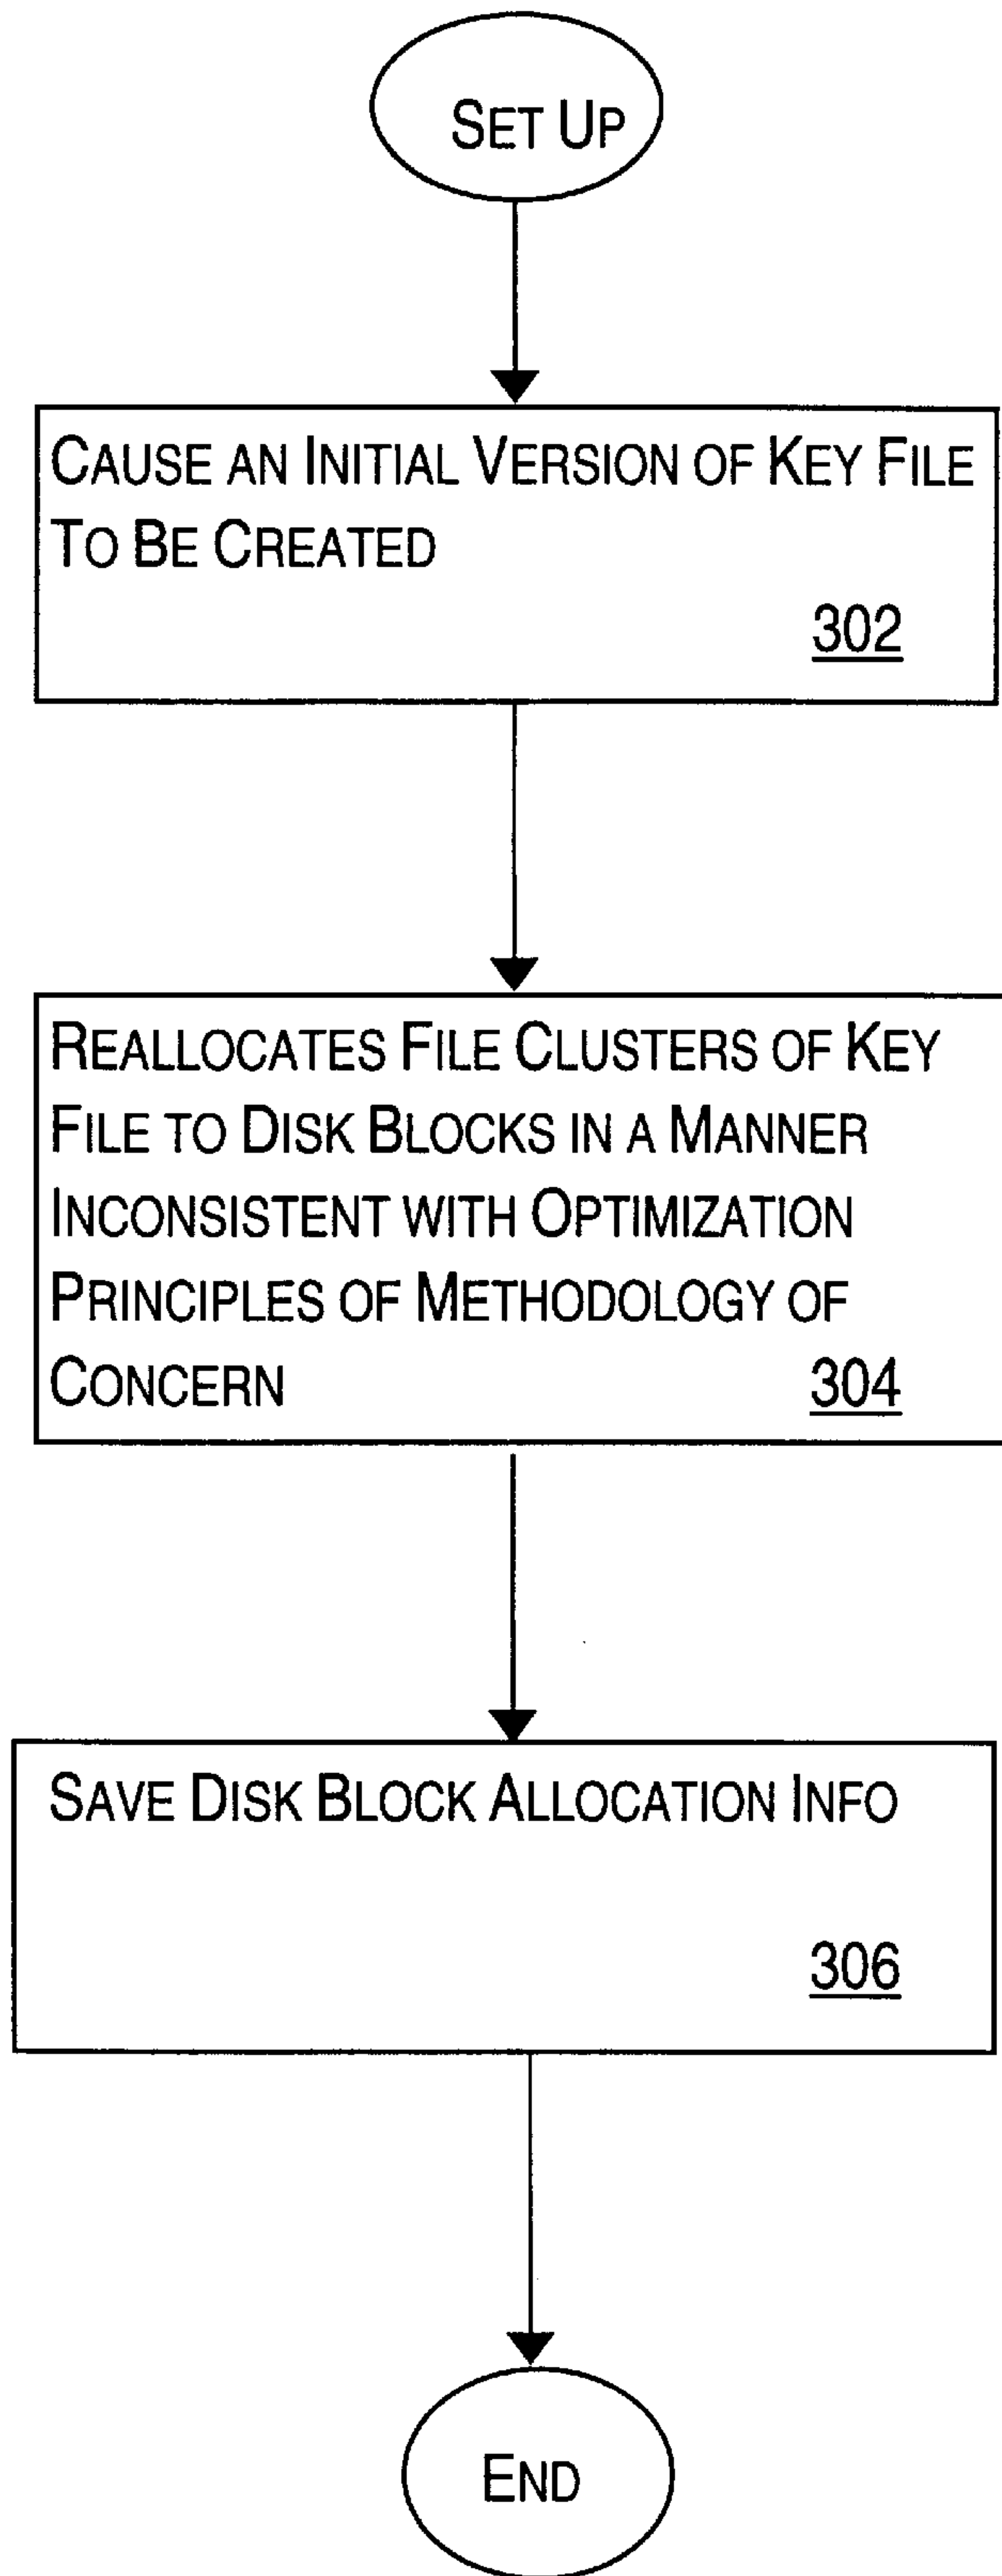 SET UP
CAUSE AN INITIAL VERSION OF KEY FILE
TO BE CREATED
302
REALLOCATES FILE CLUSTERS OF KEY
FILE TO DISK BLOCKS IN A MANNER
INCONSISTENT WITH OPTIMIZATION
PRINCIPLES OF METHODOLOGY OF
CONCERN 304
SAVE DISK BLOCK ALLOCATION INFO
306
END